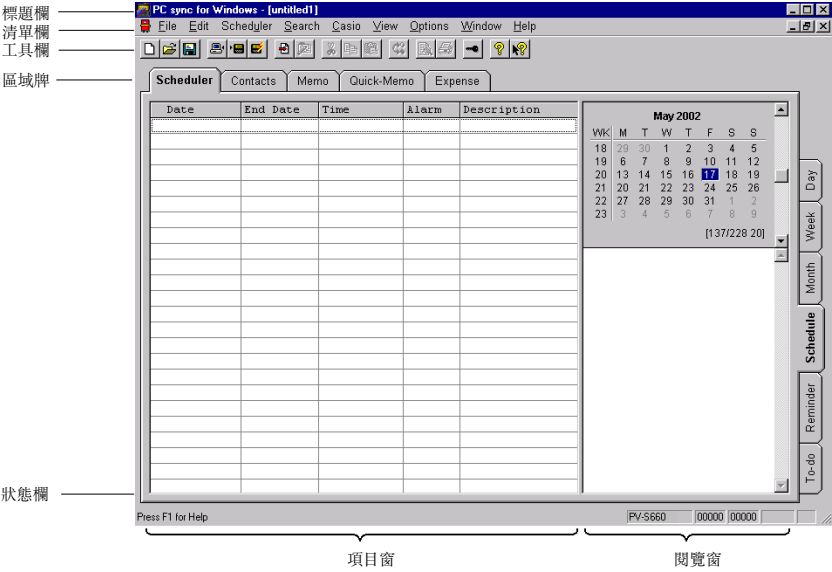 標題欄
PC sync for Windows - [untitled1]
清單欄
File Edit Scheduler Search Casio View Options Window Help
工具欄
區域牌
Scheduler Contacts Memo Quick-Memo Expense
Date End Date Time Alarm Description
May 2002
WK M T W T F S S
18 29 30 1 2 3 4 5
19 6 7 8 9 10 11 12
20 13 14 15 16 17 18 19
21 20 21 22 23 24 25 26
22 27 28 29 30 31 1 2
23 3 4 5 6 7 8 9
[137/228 20]
Day
Week
Month
Schedule
Reminder
To-do
狀態欄
Press F1 for Help
PV-S660 00000 00000
項目窗
閱覽窗